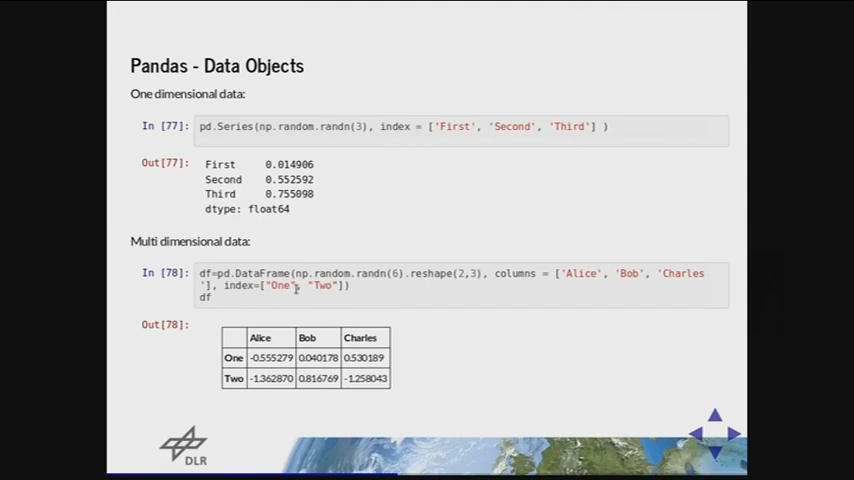 Pandas - Data Objects
One dimensional data:
In [77]: pd.Series(np.random.randn(3), index = ['First', 'Second', 'Third'] )
Out[77]: First 0.014906
Second 0.552592
Third 0.755098
dtype: float64
Multi dimensional data:
In [78]: df=pd.DataFrame(np.random.randn(6).reshape(2,3), columns = ['Alice', 'Bob', 'Charles
'], index=["One", "Two"])
df
Out[78]:
Alice Bob Charles
One -0.555279 0.040178 0.530189
Two -1.362870 0.816769 -1.258043
DLR